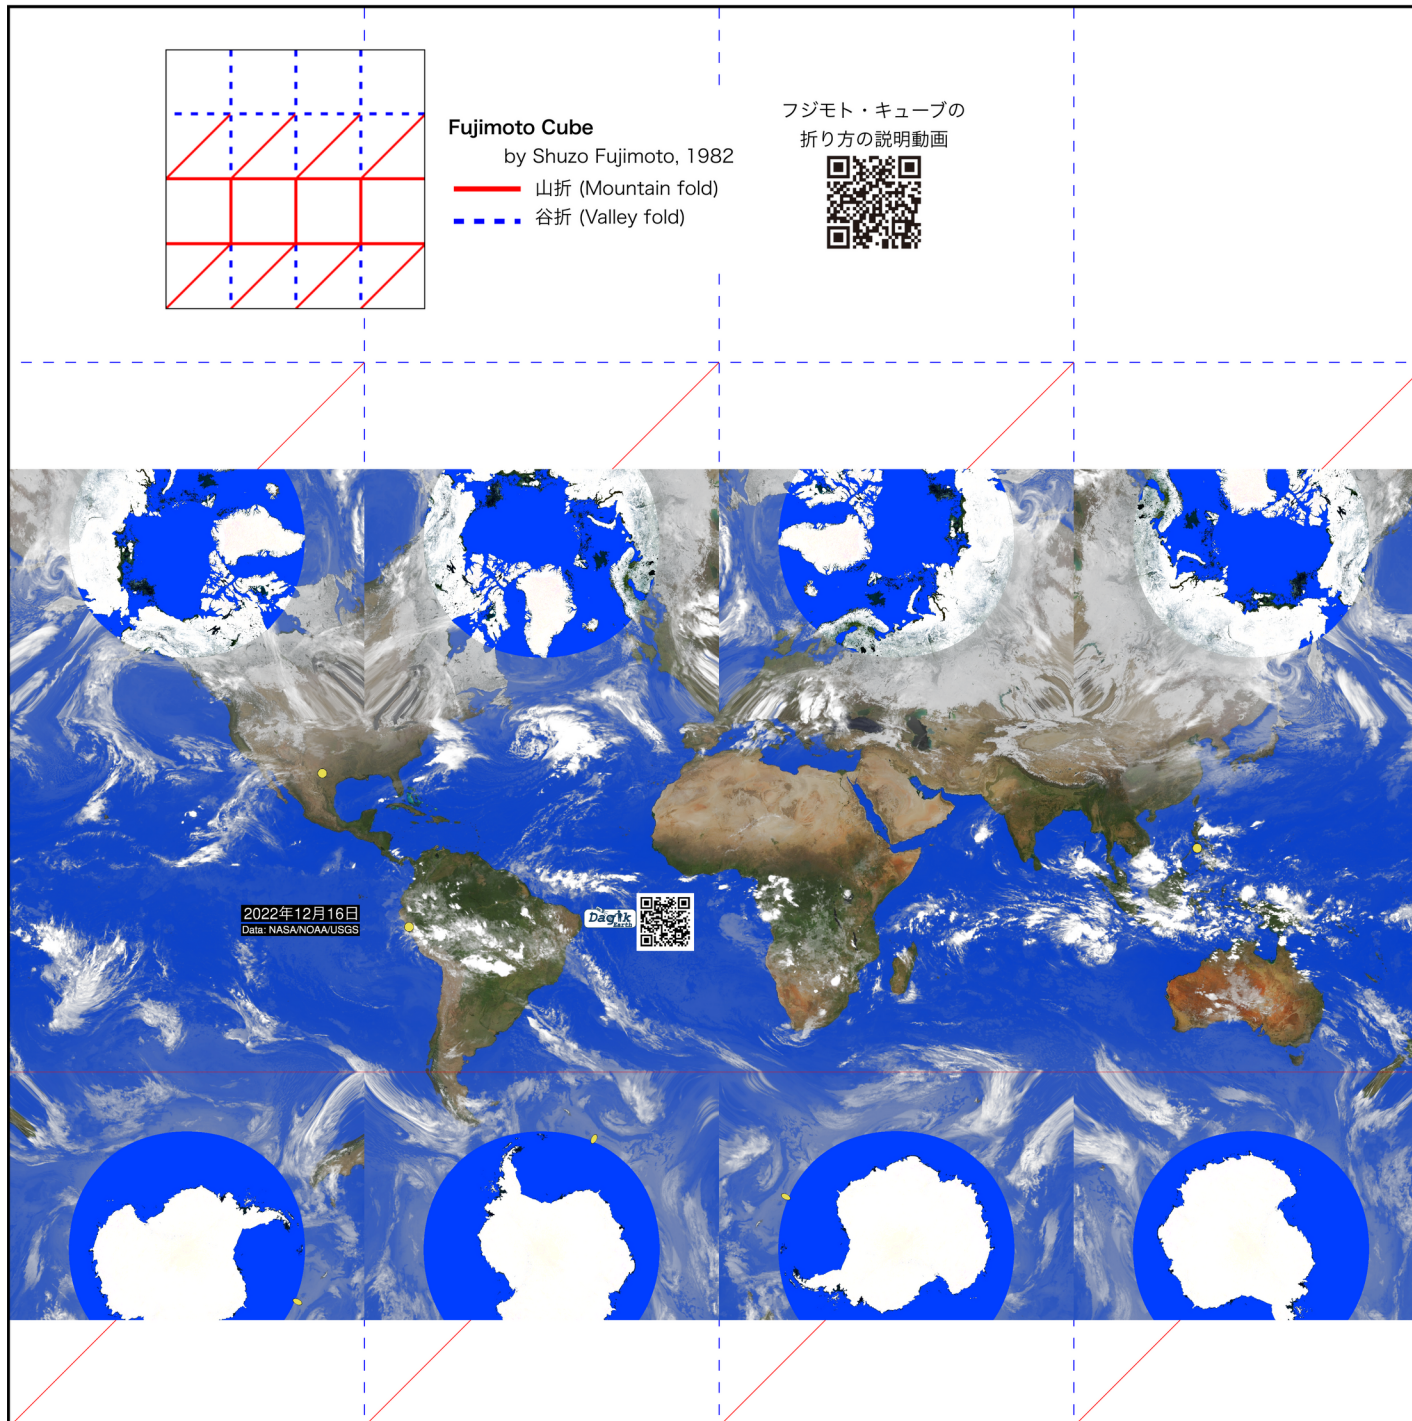 Fujimoto Cube
by Shuzo Fujimoto, 1982
山折 (Mountain fold)
谷折 (Valley fold)
フジモト・キューブの
折り方の説明動画
2022年12月16日
Data: NASA/NOAA/USGS
Dagik
Earth